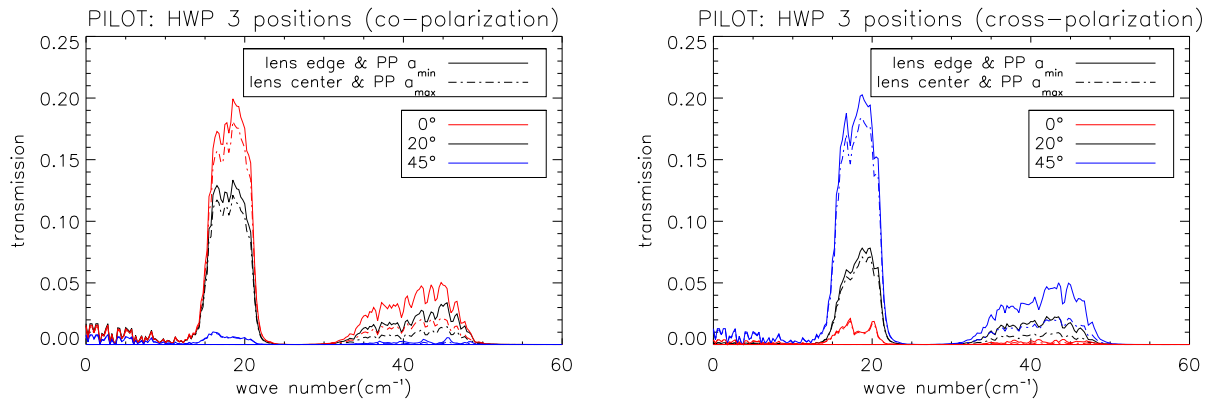 PILOT: HWP 3 positions (co-polarization)
0.25
0.20
0.15
0.10
0.05
0.00
transmission
lens edge & PP a_min
lens center & PP a_max
0°
20°
45°
0 20 40 60
wave number(cm⁻¹)
PILOT: HWP 3 positions (cross-polarization)
0.25
0.20
0.15
0.10
0.05
0.00
transmission
lens edge & PP a_min
lens center & PP a_max
0°
20°
45°
0 20 40 60
wave number(cm⁻¹)